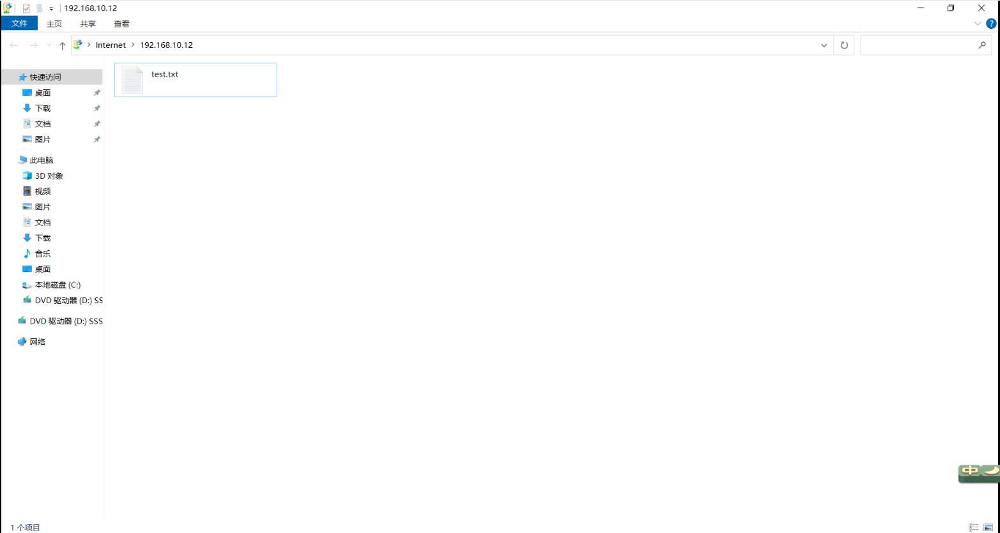 192.168.10.12
文件 主页 共享 查看
Internet 192.168.10.12
快速访问
桌面
下载
文档
图片
此电脑
3D 对象
视频
图片
文档
下载
音乐
桌面
本地磁盘 (C:)
DVD 驱动器 (D:) SS
DVD 驱动器 (D:) SSS
网络
test.txt
中
1 个项目